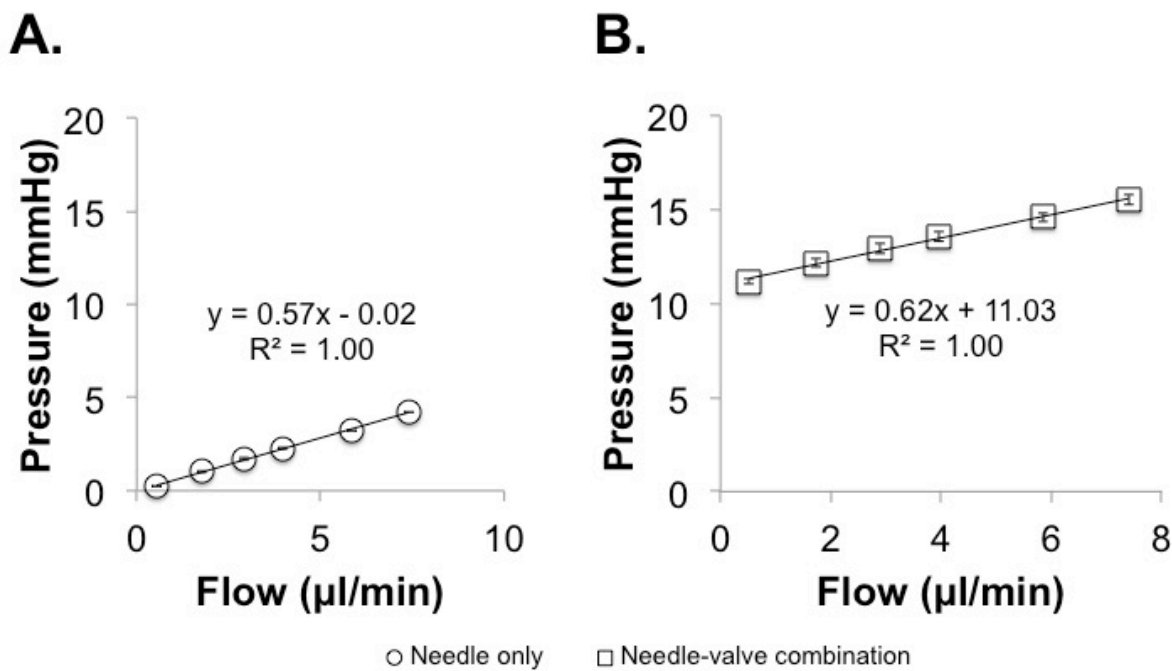 A.
Pressure (mmHg)
20
15
10
5
0
y = 0.57x - 0.02
R² = 1.00
0 5 10
Flow (µl/min)
B.
Pressure (mmHg)
20
15
10
5
0
y = 0.62x + 11.03
R² = 1.00
0 2 4 6 8
Flow (µl/min)
Needle only
Needle-valve combination